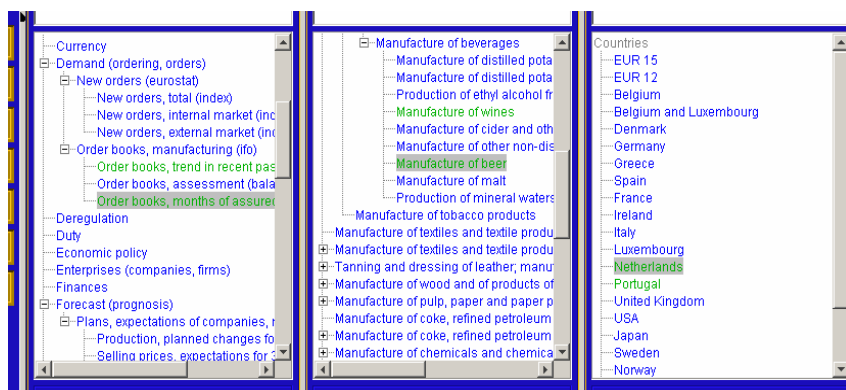 Currency
Demand (ordering, orders)
New orders (eurostat)
New orders, total (index)
New orders, internal market (inc
New orders, external market (inc
Order books, manufacturing (ifo)
Order books, trend in recent pas
Order books, assessment (bala
Order books, months of assured
Deregulation
Duty
Economic policy
Enterprises (companies, firms)
Finances
Forecast (prognosis)
Plans, expectations of companies, r
Production, planned changes fo
Selling prices, expectations for 3
Manufacture of beverages
Manufacture of distilled pota
Manufacture of distilled pota
Production of ethyl alcohol fr
Manufacture of wines
Manufacture of cider and oth
Manufacture of other non-dis
Manufacture of beer
Manufacture of malt
Production of mineral waters
Manufacture of tobacco products
Manufacture of textiles and textile produ
Manufacture of textiles and textile produ
Tanning and dressing of leather; manu
Manufacture of wood and of products of
Manufacture of pulp, paper and paper p
Manufacture of coke, refined petroleum
Manufacture of coke, refined petroleum
Manufacture of chemicals and chemica
Countries
EUR 15
EUR 12
Belgium
Belgium and Luxembourg
Denmark
Germany
Greece
Spain
France
Ireland
Italy
Luxembourg
Netherlands
Portugal
United Kingdom
USA
Japan
Sweden
Norway